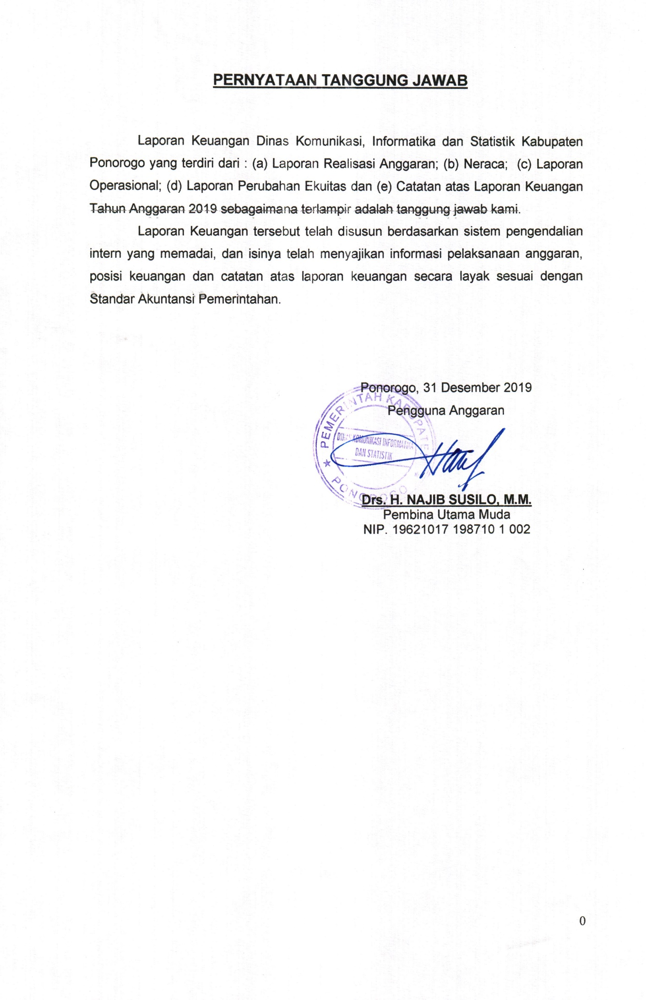 PERNYATAAN TANGGUNG JAWAB
Laporan Keuangan Dinas Komunikasi, Informatika dan Statistik Kabupaten
Ponorogo yang terdiri dari : (a) Laporan Realisasi Anggaran; (b) Neraca; (c) Laporan
Operasional; (d) Laporan Perubahan Ekuitas dan (e) Catatan atas Laporan Keuangan
Tahun Anggaran 2019 sebagaimana terlampir adalah tanggung jawab kami.
Laporan Keuangan tersebut telah disusun berdasarkan sistem pengendalian
intern yang memadai, dan isinya telah menyajikan informasi pelaksanaan anggaran,
posisi keuangan dan catatan atas laporan keuangan secara layak sesuai dengan
Standar Akuntansi Pemerintahan.
Ponorogo, 31 Desember 2019
Pengguna Anggaran
PEMERINTAH KABUPATEN
DINAS KOMUNIKASI INFORMATIKA
DAN STATISTIK
PONOROGO
Drs. H. NAJIB SUSILO, M.M.
Pembina Utama Muda
NIP. 19621017 198710 1 002
0